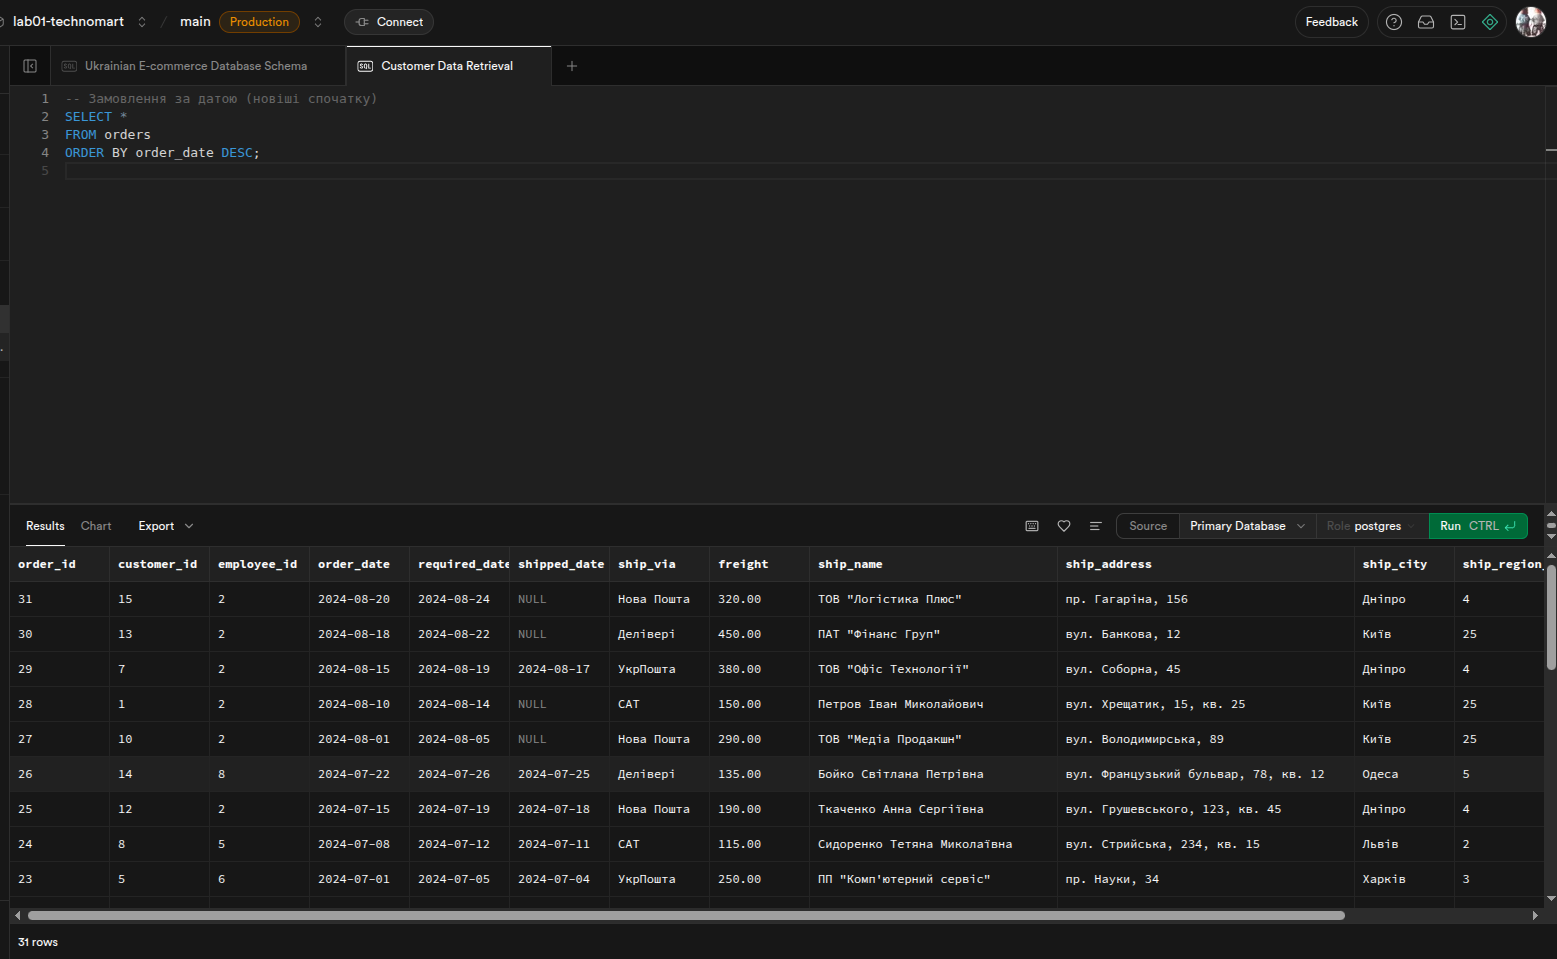 lab01-technomart / main Production Connect Feedback
Ukrainian E-commerce Database Schema Customer Data Retrieval +
1 -- Замовлення за датою (новіші спочатку)
2 SELECT *
3 FROM orders
4 ORDER BY order_date DESC;
5
Results Chart Export Source Primary Database Role postgres Run CTRL
order_id customer_id employee_id order_date required_date shipped_date ship_via freight ship_name ship_address ship_city ship_region_
31 15 2 2024-08-20 2024-08-24 NULL Нова Пошта 320.00 ТОВ "Логістика Плюс" пр. Гагаріна, 156 Дніпро 4
30 13 2 2024-08-18 2024-08-22 NULL Делівері 450.00 ПАТ "Фінанс Груп" вул. Банкова, 12 Київ 25
29 7 2 2024-08-15 2024-08-19 2024-08-17 УкрПошта 380.00 ТОВ "Офіс Технології" вул. Соборна, 45 Дніпро 4
28 1 2 2024-08-10 2024-08-14 NULL САТ 150.00 Петров Іван Миколайович вул. Хрещатик, 15, кв. 25 Київ 25
27 10 2 2024-08-01 2024-08-05 NULL Нова Пошта 290.00 ТОВ "Медіа Продакшн" вул. Володимирська, 89 Київ 25
26 14 8 2024-07-22 2024-07-26 2024-07-25 Делівері 135.00 Бойко Світлана Петрівна вул. Французький бульвар, 78, кв. 12 Одеса 5
25 12 2 2024-07-15 2024-07-19 2024-07-18 Нова Пошта 190.00 Ткаченко Анна Сергіївна вул. Грушевського, 123, кв. 45 Дніпро 4
24 8 5 2024-07-08 2024-07-12 2024-07-11 САТ 115.00 Сидоренко Тетяна Миколаївна вул. Стрийська, 234, кв. 15 Львів 2
23 5 6 2024-07-01 2024-07-05 2024-07-04 УкрПошта 250.00 ПП "Комп'ютерний сервіс" пр. Науки, 34 Харків 3
31 rows